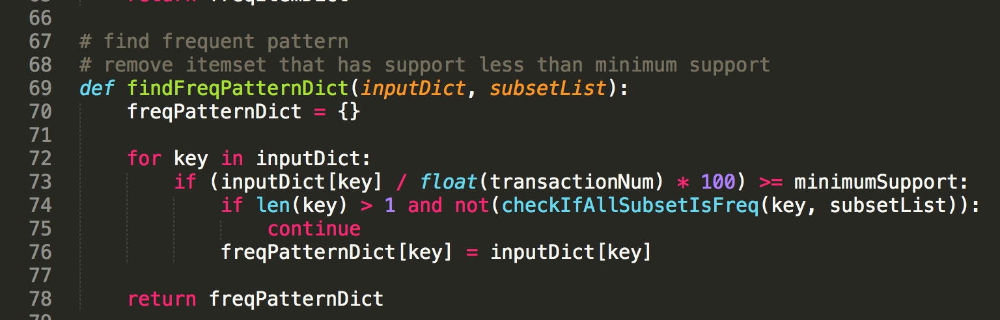 return freqItemDict
66
67 # find frequent pattern
68 # remove itemset that has support less than minimum support
69 def findFreqPatternDict(inputDict, subsetList):
70 freqPatternDict = {}
71
72 for key in inputDict:
73 if (inputDict[key] / float(transactionNum) * 100) >= minimumSupport:
74 if len(key) > 1 and not(checkIfAllSubsetIsFreq(key, subsetList)):
75 continue
76 freqPatternDict[key] = inputDict[key]
77
78 return freqPatternDict